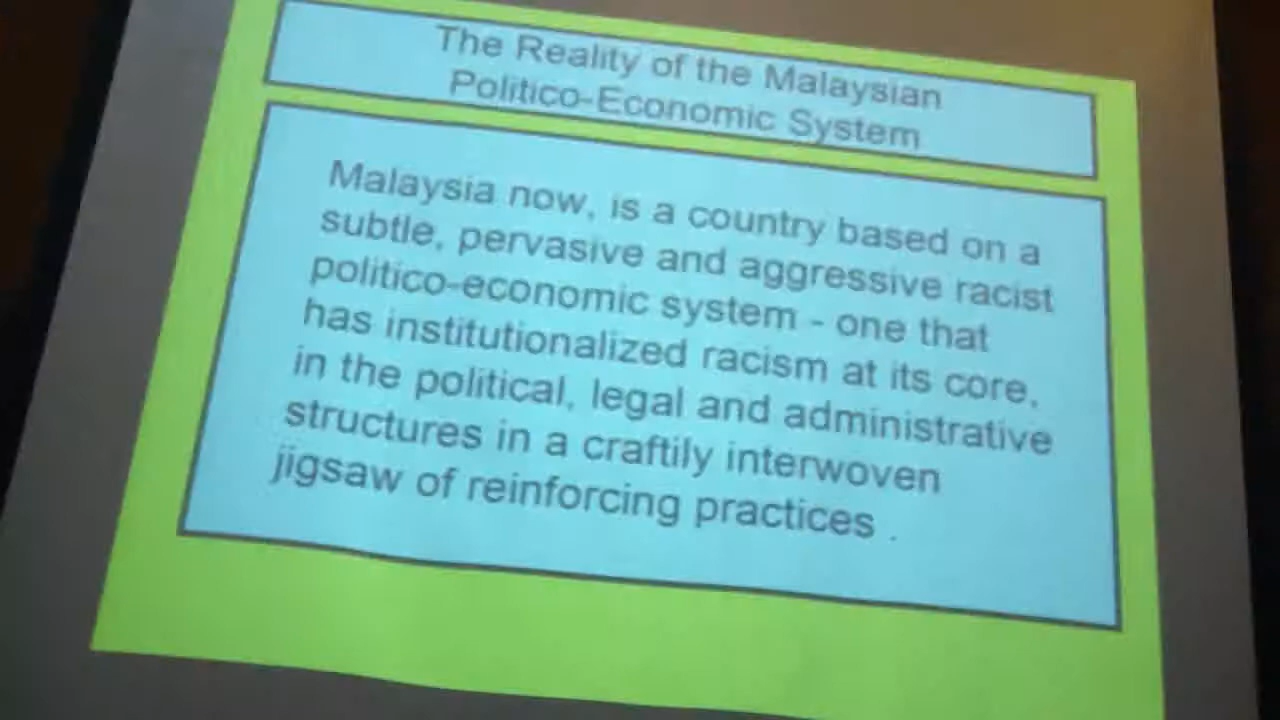 The Reality of the Malaysian
Politico-Economic System
Malaysia now, is a country based on a
subtle, pervasive and aggressive racist
politico-economic system - one that
has institutionalized racism at its core,
in the political, legal and administrative
structures in a craftily interwoven
jigsaw of reinforcing practices .